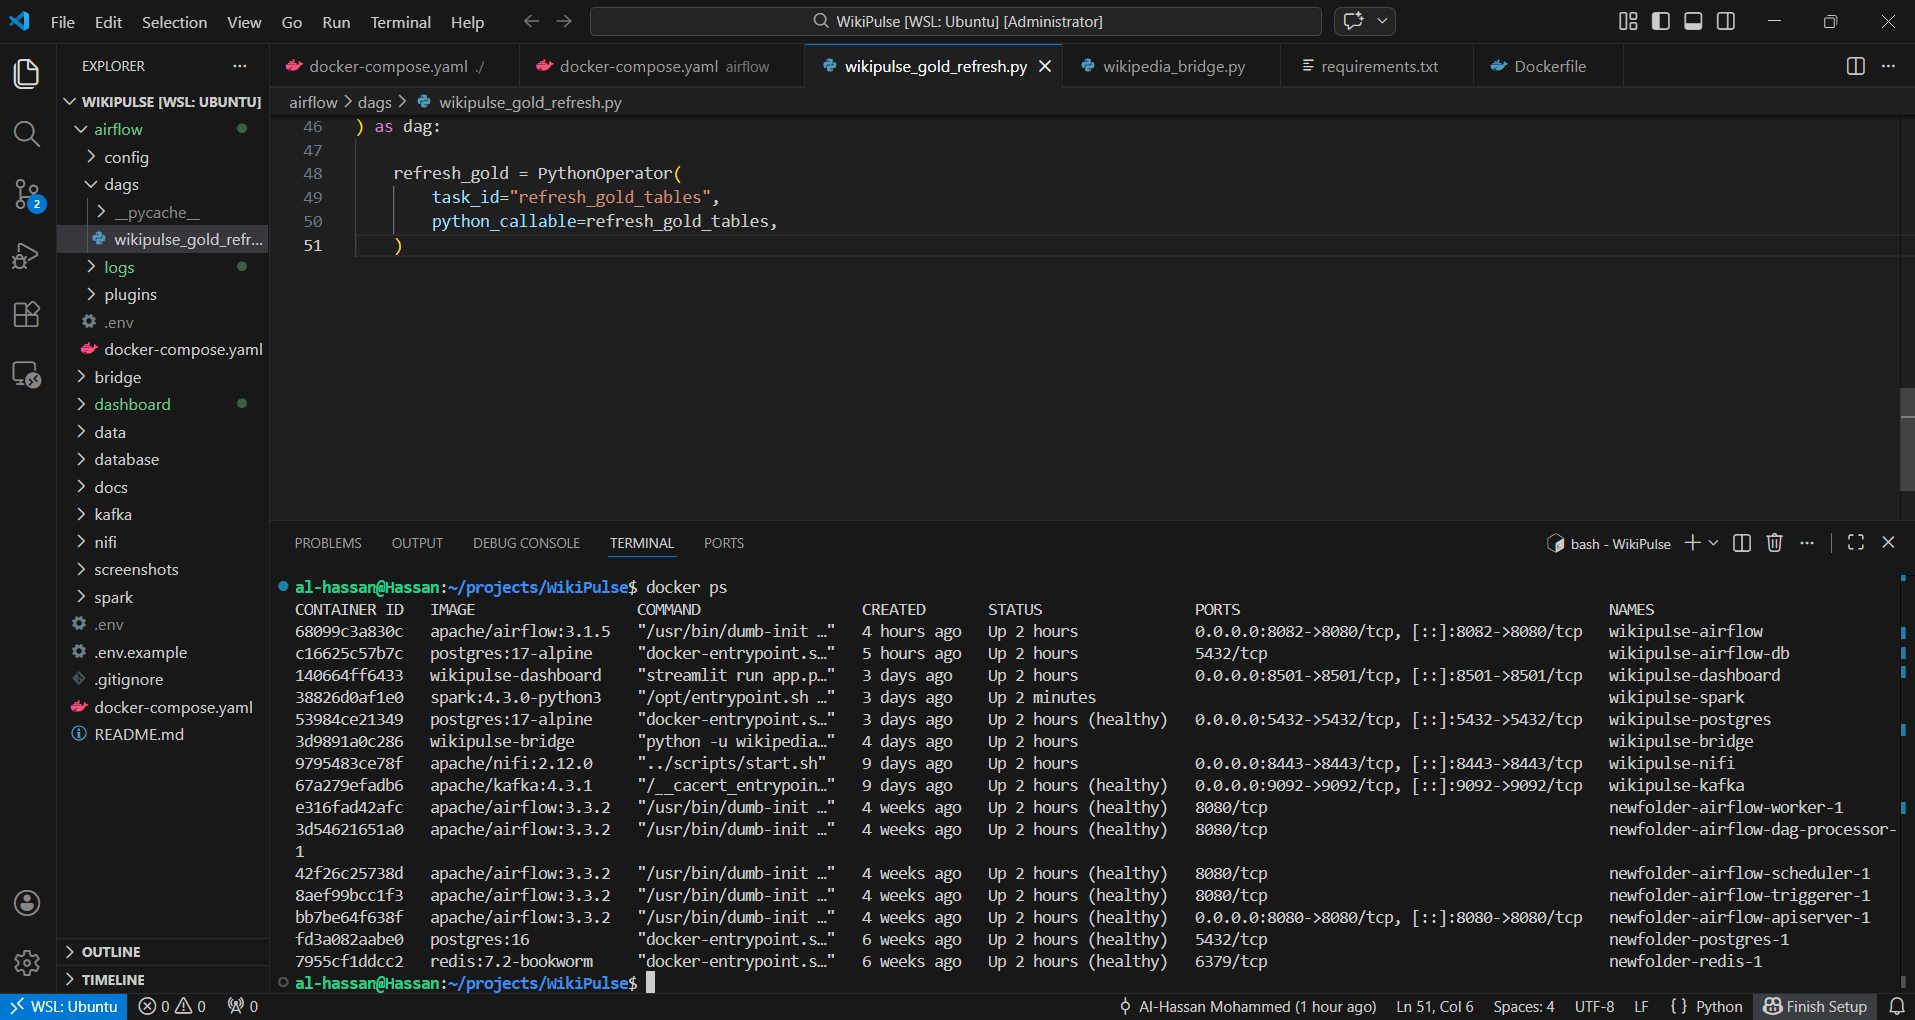 File Edit Selection View Go Run Terminal Help
WikiPulse [WSL: Ubuntu] [Administrator]
EXPLORER
docker-compose.yaml ./
docker-compose.yaml airflow
wikipulse_gold_refresh.py
wikipedia_bridge.py
requirements.txt
Dockerfile
WIKIPULSE [WSL: UBUNTU]
airflow
config
dags
__pycache__
wikipulse_gold_refr...
logs
plugins
.env
docker-compose.yaml
bridge
dashboard
data
database
docs
kafka
nifi
screenshots
spark
.env
.env.example
.gitignore
docker-compose.yaml
README.md
OUTLINE
TIMELINE
2
airflow > dags > wikipulse_gold_refresh.py
46 ) as dag:
47
48 refresh_gold = PythonOperator(
49 task_id="refresh_gold_tables",
50 python_callable=refresh_gold_tables,
51 )
PROBLEMS OUTPUT DEBUG CONSOLE TERMINAL PORTS
bash - WikiPulse
al-hassan@Hassan:~/projects/WikiPulse$ docker ps
CONTAINER ID IMAGE COMMAND CREATED STATUS PORTS NAMES
68099c3a830c apache/airflow:3.1.5 "/usr/bin/dumb-init …" 4 hours ago Up 2 hours 0.0.0.0:8082->8080/tcp, [::]:8082->8080/tcp wikipulse-airflow
c16625c57b7c postgres:17-alpine "docker-entrypoint.s…" 5 hours ago Up 2 hours 5432/tcp wikipulse-airflow-db
140664ff6433 wikipulse-dashboard "streamlit run app.p…" 3 days ago Up 2 hours 0.0.0.0:8501->8501/tcp, [::]:8501->8501/tcp wikipulse-dashboard
38826d0af1e0 spark:4.3.0-python3 "/opt/entrypoint.sh …" 3 days ago Up 2 minutes wikipulse-spark
53984ce21349 postgres:17-alpine "docker-entrypoint.s…" 3 days ago Up 2 hours (healthy) 0.0.0.0:5432->5432/tcp, [::]:5432->5432/tcp wikipulse-postgres
3d9891a0c286 wikipulse-bridge "python -u wikipedia…" 4 days ago Up 2 hours wikipulse-bridge
9795483ce78f apache/nifi:2.12.0 "../scripts/start.sh" 9 days ago Up 2 hours 0.0.0.0:8443->8443/tcp, [::]:8443->8443/tcp wikipulse-nifi
67a279efadb6 apache/kafka:4.3.1 "/__cacert_entrypoin…" 9 days ago Up 2 hours (healthy) 0.0.0.0:9092->9092/tcp, [::]:9092->9092/tcp wikipulse-kafka
e316fad42afc apache/airflow:3.3.2 "/usr/bin/dumb-init …" 4 weeks ago Up 2 hours (healthy) 8080/tcp newfolder-airflow-worker-1
3d54621651a0 apache/airflow:3.3.2 "/usr/bin/dumb-init …" 4 weeks ago Up 2 hours (healthy) 8080/tcp newfolder-airflow-dag-processor-
1
42f26c25738d apache/airflow:3.3.2 "/usr/bin/dumb-init …" 4 weeks ago Up 2 hours (healthy) 8080/tcp newfolder-airflow-scheduler-1
8aef99bcc1f3 apache/airflow:3.3.2 "/usr/bin/dumb-init …" 4 weeks ago Up 2 hours (healthy) 8080/tcp newfolder-airflow-triggerer-1
bb7be64f638f apache/airflow:3.3.2 "/usr/bin/dumb-init …" 4 weeks ago Up 2 hours (healthy) 0.0.0.0:8080->8080/tcp, [::]:8080->8080/tcp newfolder-airflow-apiserver-1
fd3a082aabe0 postgres:16 "docker-entrypoint.s…" 6 weeks ago Up 2 hours (healthy) 5432/tcp newfolder-postgres-1
7955cf1ddcc2 redis:7.2-bookworm "docker-entrypoint.s…" 6 weeks ago Up 2 hours (healthy) 6379/tcp newfolder-redis-1
al-hassan@Hassan:~/projects/WikiPulse$
WSL: Ubuntu 0 0 0 Al-Hassan Mohammed (1 hour ago) Ln 51, Col 6 Spaces: 4 UTF-8 LF { } Python Finish Setup